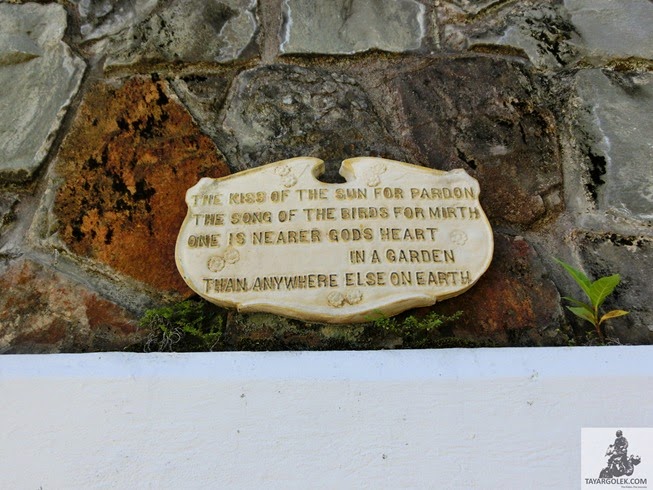 THE KISS OF THE SUN FOR PARDON
THE SONG OF THE BIRDS FOR MIRTH
ONE IS NEARER GOD'S HEART
IN A GARDEN
THAN ANYWHERE ELSE ON EARTH
TAYARGOLEK.COM